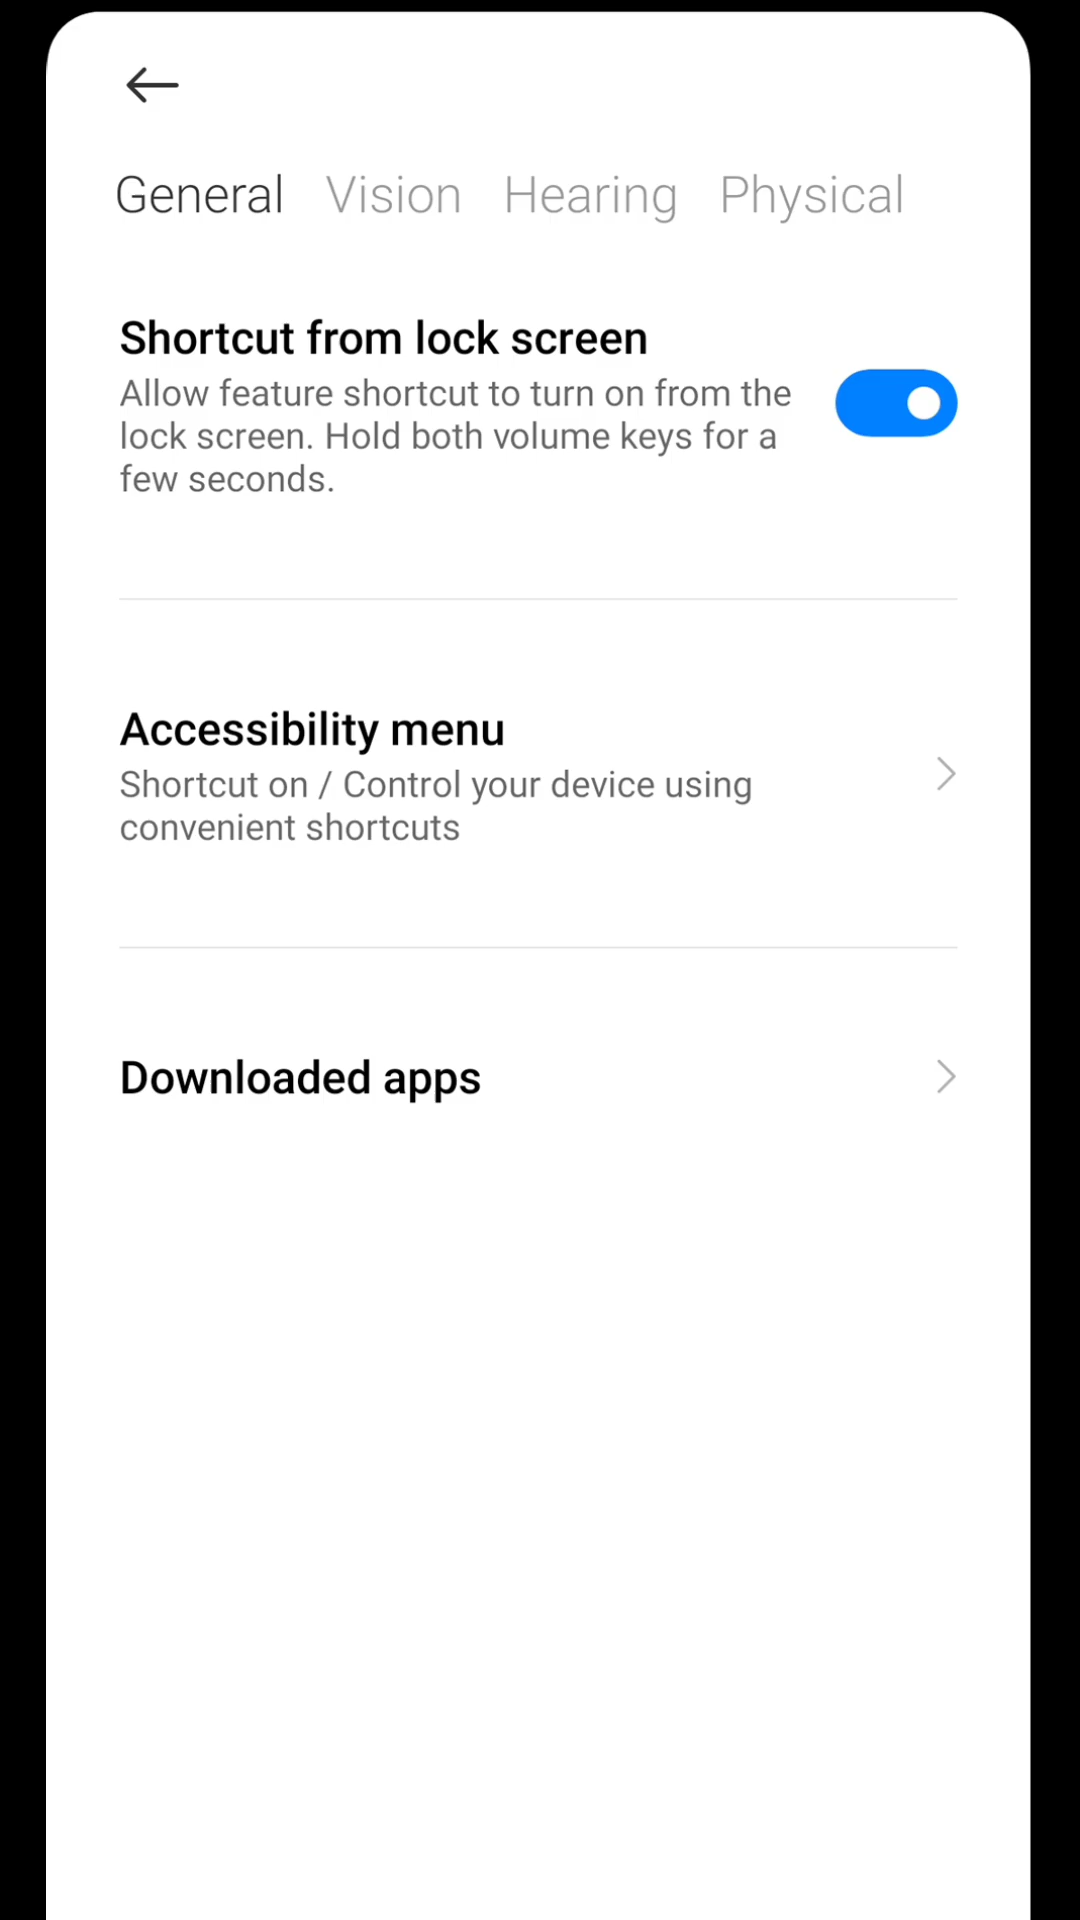 General Vision Hearing Physical
Shortcut from lock screen
Allow feature shortcut to turn on from the
lock screen. Hold both volume keys for a
few seconds.
Accessibility menu
Shortcut on / Control your device using
convenient shortcuts
Downloaded apps